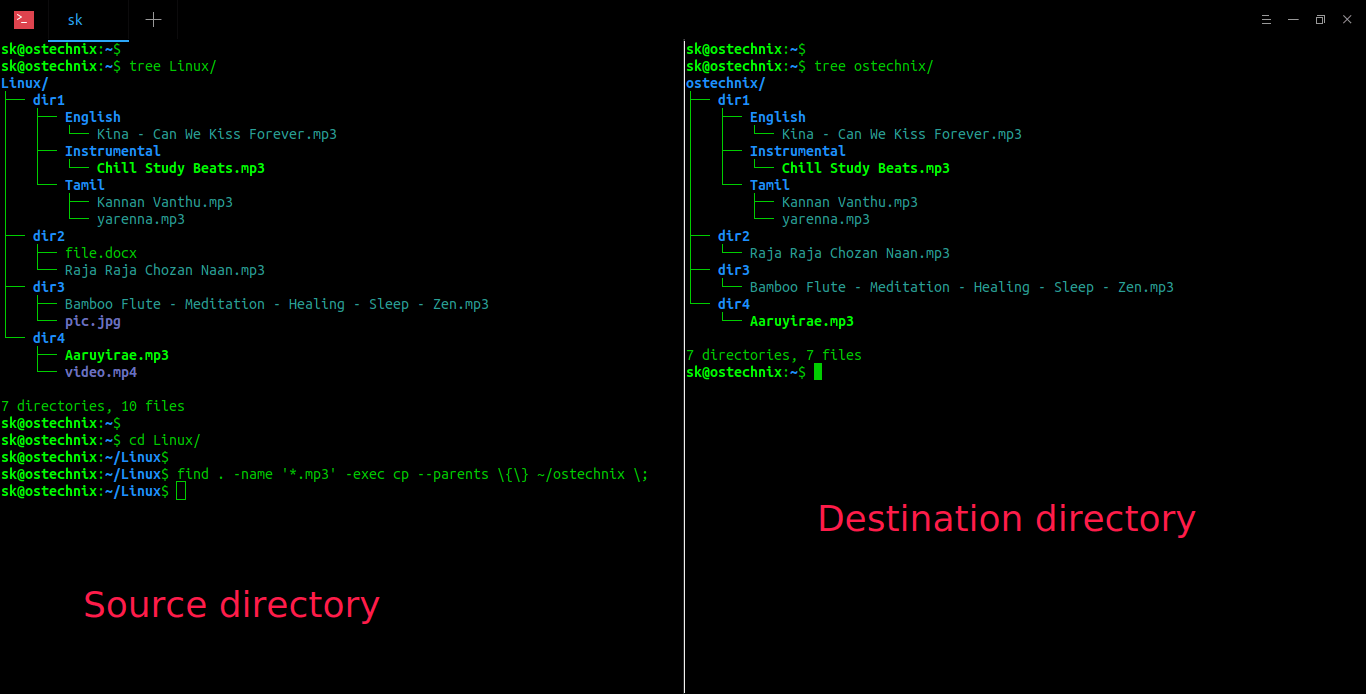 sk
sk@ostechnix:~$
sk@ostechnix:~$ tree Linux/
Linux/
├── dir1
│   ├── English
│   │   └── Kina - Can We Kiss Forever.mp3
│   ├── Instrumental
│   │   └── Chill Study Beats.mp3
│   └── Tamil
│       ├── Kannan Vanthu.mp3
│       └── yarenna.mp3
├── dir2
│   ├── file.docx
│   └── Raja Raja Chozan Naan.mp3
├── dir3
│   ├── Bamboo Flute - Meditation - Healing - Sleep - Zen.mp3
│   └── pic.jpg
└── dir4
    ├── Aaruyirae.mp3
    └── video.mp4
7 directories, 10 files
sk@ostechnix:~$
sk@ostechnix:~$ cd Linux/
sk@ostechnix:~/Linux$
sk@ostechnix:~/Linux$ find . -name '*.mp3' -exec cp --parents \{\} ~/ostechnix \;
sk@ostechnix:~/Linux$
Source directory
sk@ostechnix:~$
sk@ostechnix:~$ tree ostechnix/
ostechnix/
├── dir1
│   ├── English
│   │   └── Kina - Can We Kiss Forever.mp3
│   ├── Instrumental
│   │   └── Chill Study Beats.mp3
│   └── Tamil
│       ├── Kannan Vanthu.mp3
│       └── yarenna.mp3
├── dir2
│   └── Raja Raja Chozan Naan.mp3
├── dir3
│   └── Bamboo Flute - Meditation - Healing - Sleep - Zen.mp3
└── dir4
    └── Aaruyirae.mp3
7 directories, 7 files
sk@ostechnix:~$
Destination directory